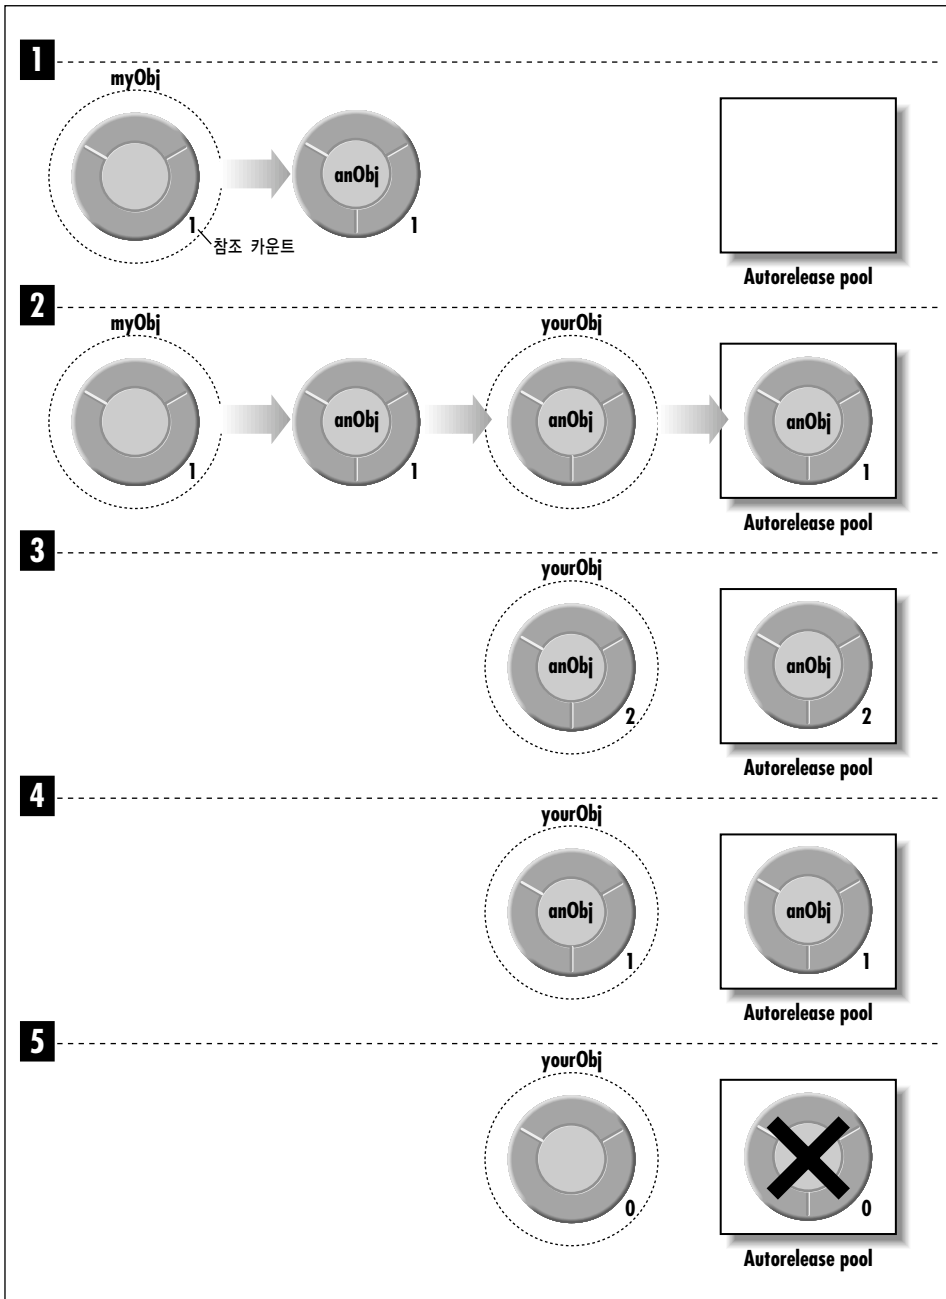 1
myObj
anObj
1
1
참조 카운트
Autorelease pool
2
myObj
yourObj
anObj
anObj
anObj
1
1
1
Autorelease pool
3
yourObj
anObj
anObj
2
2
Autorelease pool
4
yourObj
anObj
anObj
1
1
Autorelease pool
5
yourObj
0
0
Autorelease pool